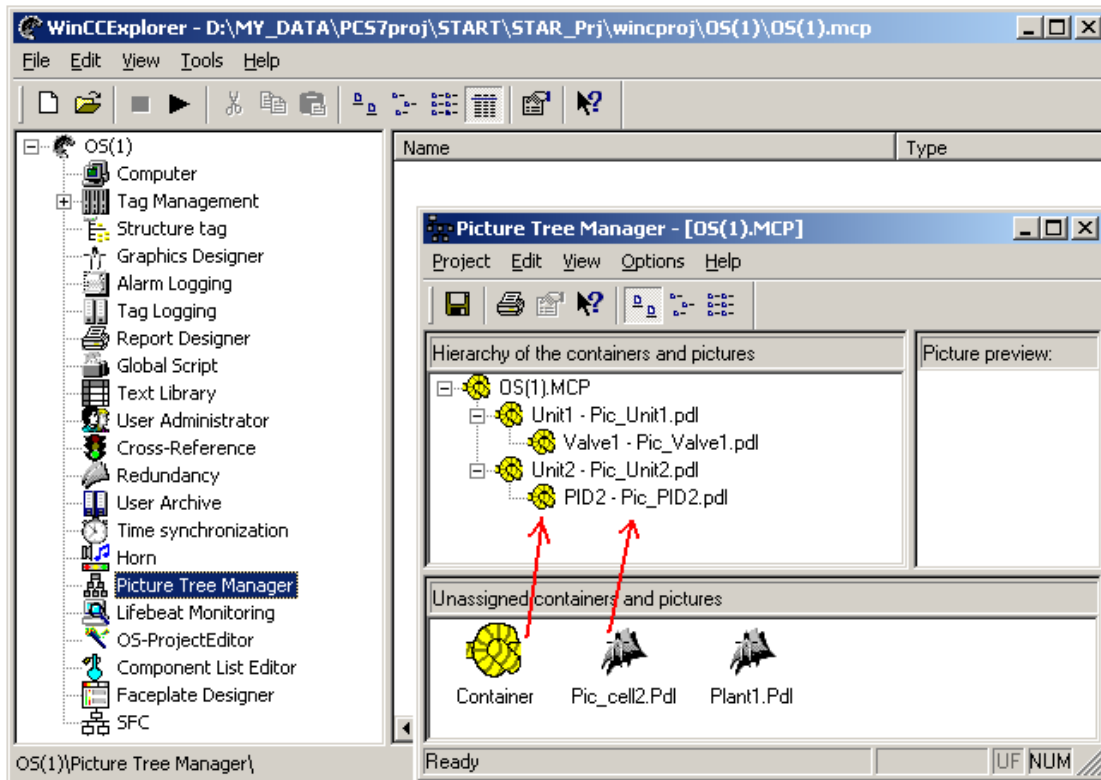 WinCCExplorer - D:\MY_DATA\PCS7proj\START\STAR_Prj\wincproj\OS(1)\OS(1).mcp
File Edit View Tools Help
OS(1)
Computer
Tag Management
Structure tag
Graphics Designer
Alarm Logging
Tag Logging
Report Designer
Global Script
Text Library
User Administrator
Cross-Reference
Redundancy
User Archive
Time synchronization
Horn
Picture Tree Manager
Lifebeat Monitoring
OS-ProjectEditor
Component List Editor
Faceplate Designer
SFC
OS(1)\Picture Tree Manager\
Name Type
Picture Tree Manager - [OS(1).MCP]
Project Edit View Options Help
Hierarchy of the containers and pictures
OS(1).MCP
Unit1 - Pic_Unit1.pdl
Valve1 - Pic_Valve1.pdl
Unit2 - Pic_Unit2.pdl
PID2 - Pic_PID2.pdl
Picture preview:
Unassigned containers and pictures
Container Pic_cell2.Pdl Plant1.Pdl
Ready UF NUM